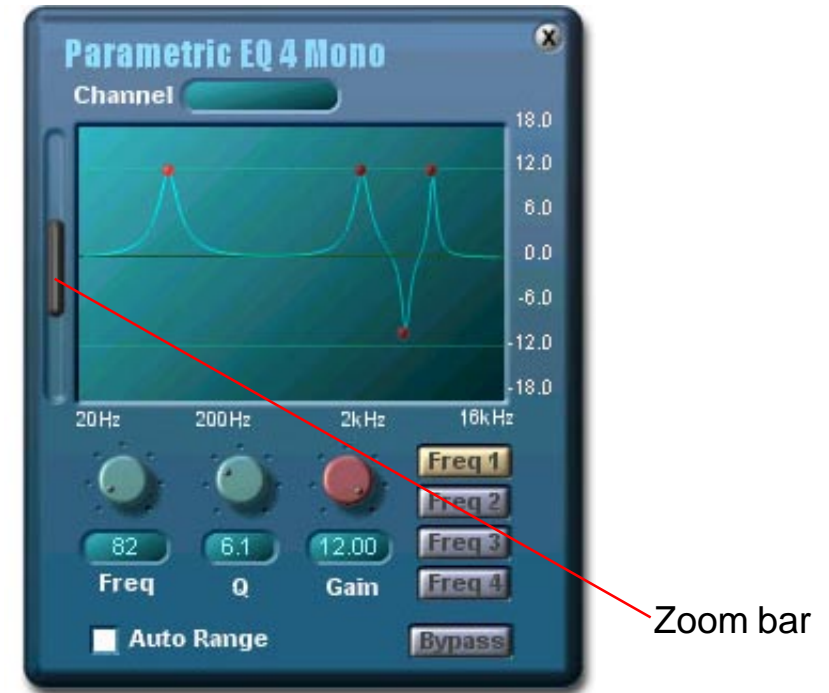 X
Parametric EQ 4 Mono
Channel
18.0
12.0
6.0
0.0
-6.0
-12.0
-18.0
20Hz 200Hz 2kHz 16kHz
Freq 1
Freq 2
82 6.1 12.00 Freq 3
Freq Q Gain Freq 4
Zoom bar
Auto Range Bypass